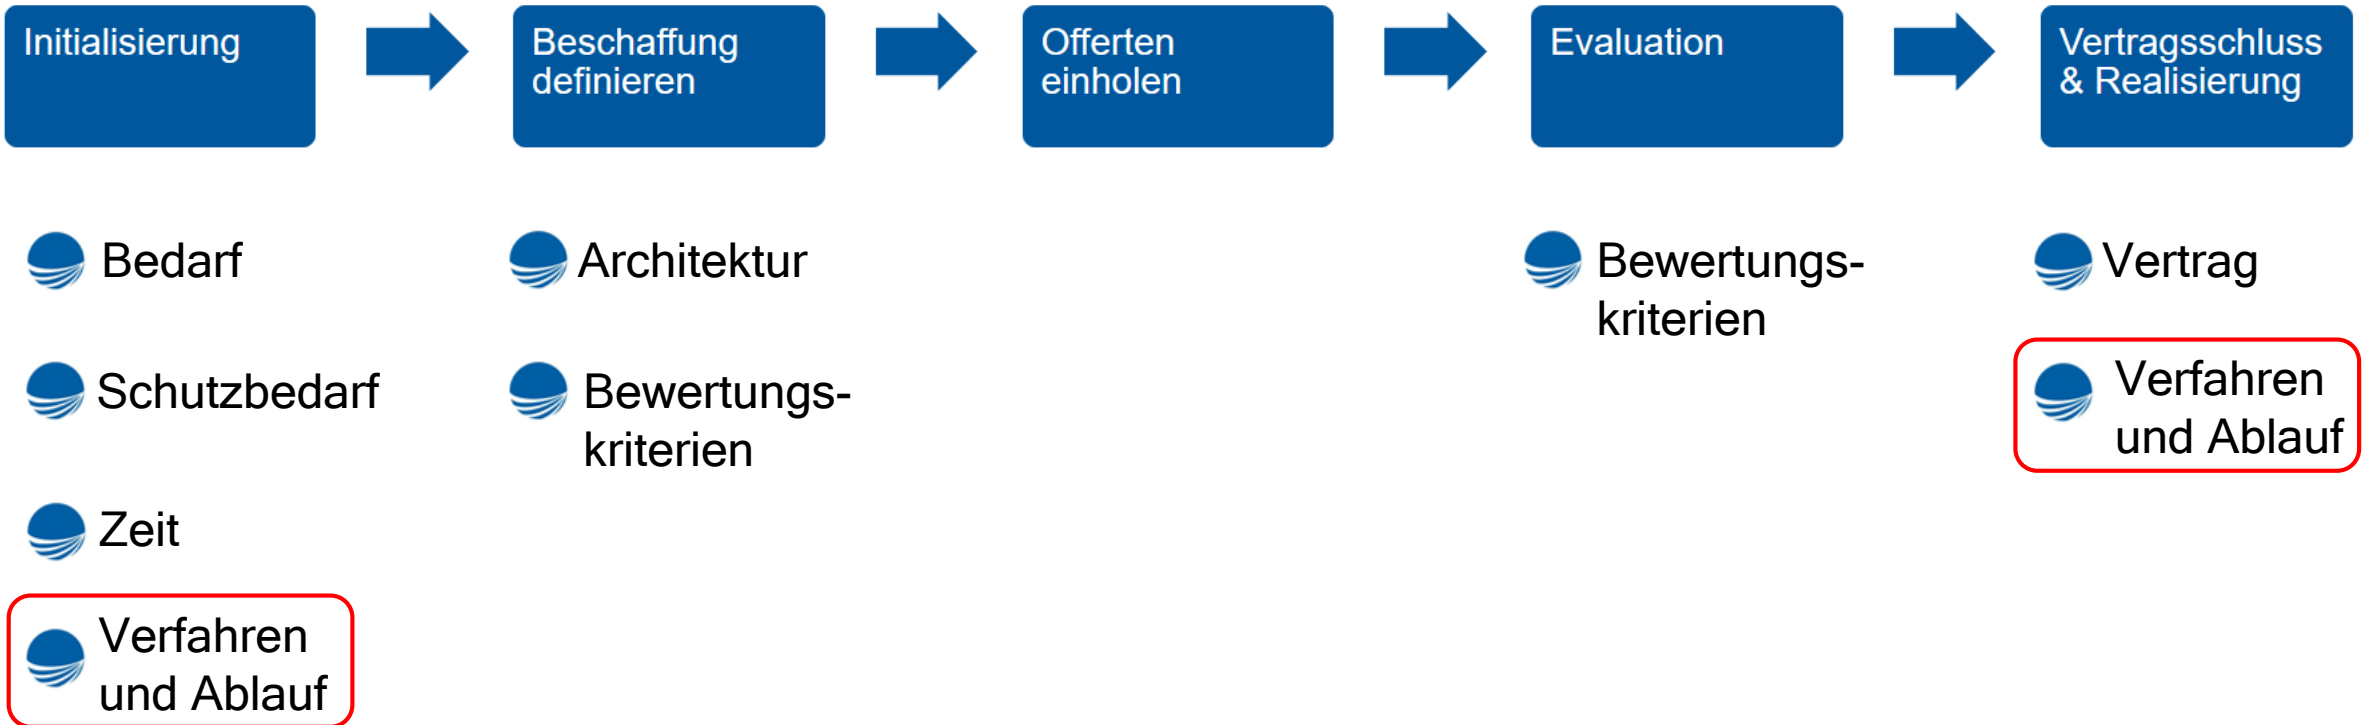 Initialisierung
Beschaffung
definieren
Offerten
einholen
Evaluation
Vertragsschluss
& Realisierung
Bedarf
Schutzbedarf
Zeit
Verfahren
und Ablauf
Architektur
Bewertungs-
kriterien
Bewertungs-
kriterien
Vertrag
Verfahren
und Ablauf